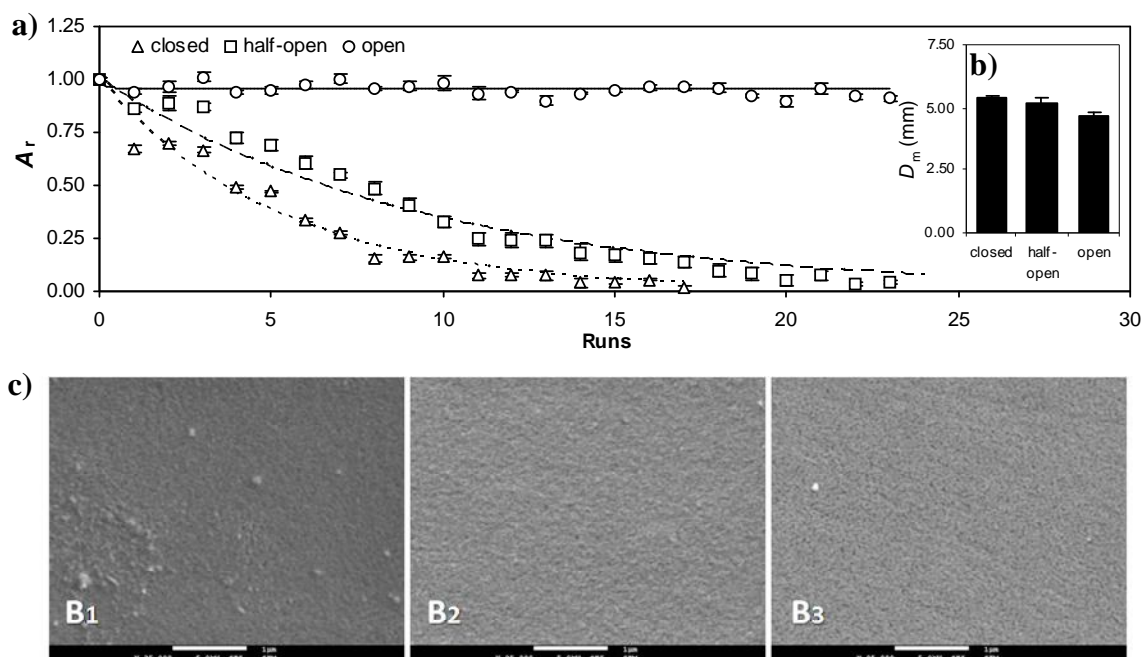 a)
1.25
1.00
0.75
0.50
0.25
0.00
A r
closed half-open open
0 5 10 15 20 25 30
Runs
b)
7.50
5.00
2.50
0.00
D m (mm)
closed half-open open
c)
B1 B2 B3
1µm 1µm 1µm